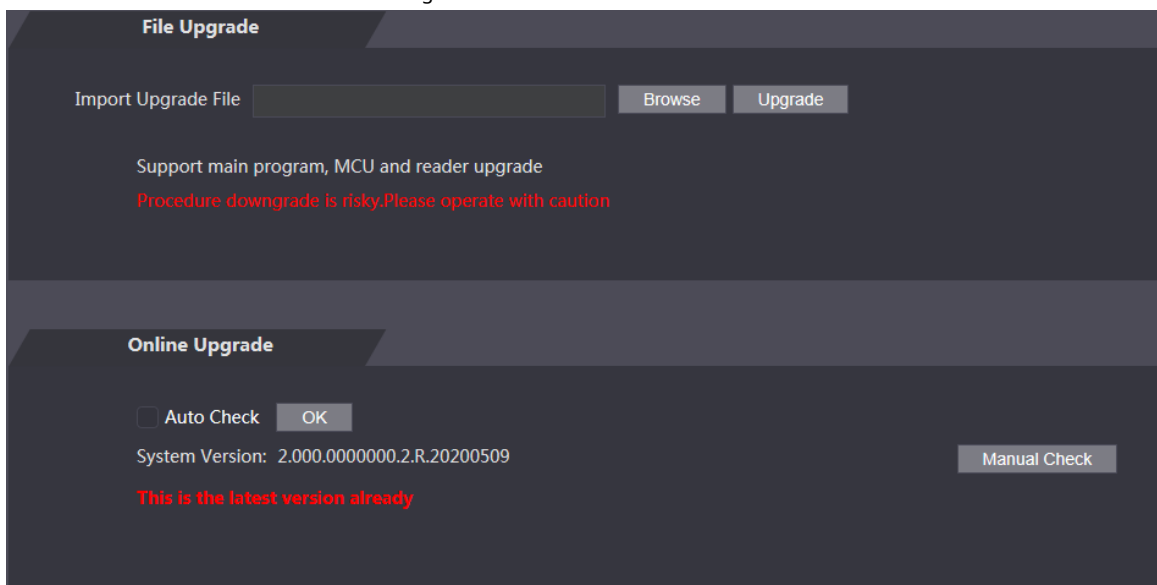 File Upgrade
Import Upgrade File Browse Upgrade
Support main program, MCU and reader upgrade
Procedure downgrade is risky.Please operate with caution
Online Upgrade
Auto Check OK
System Version: 2.000.0000000.2.R.20200509 Manual Check
This is the latest version already